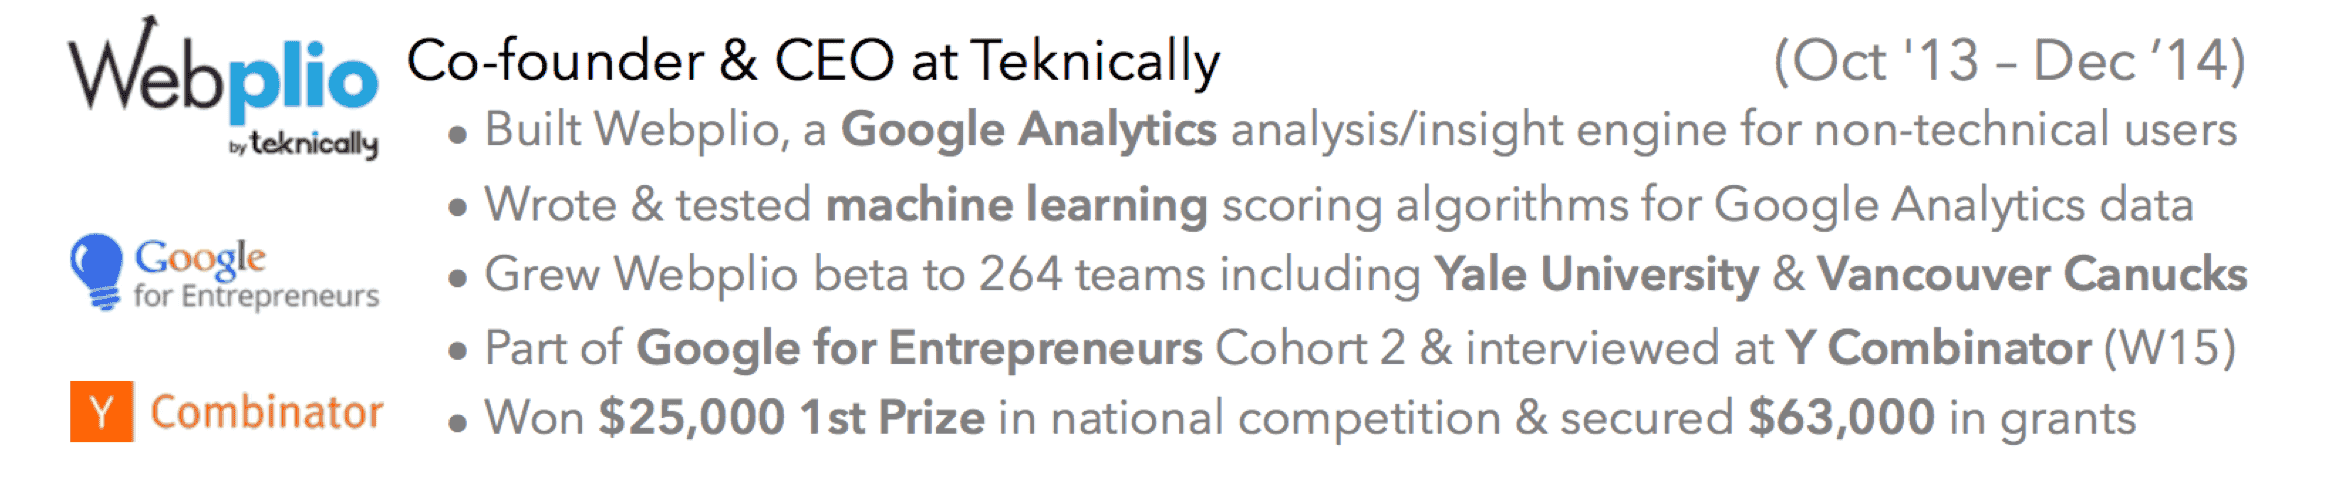 Webplio
by teknically
Co-founder & CEO at Teknically (Oct '13 – Dec ’14)
• Built Webplio, a Google Analytics analysis/insight engine for non-technical users
• Wrote & tested machine learning scoring algorithms for Google Analytics data
Google
for Entrepreneurs
• Grew Webplio beta to 264 teams including Yale University & Vancouver Canucks
• Part of Google for Entrepreneurs Cohort 2 & interviewed at Y Combinator (W15)
Y Combinator
• Won $25,000 1st Prize in national competition & secured $63,000 in grants